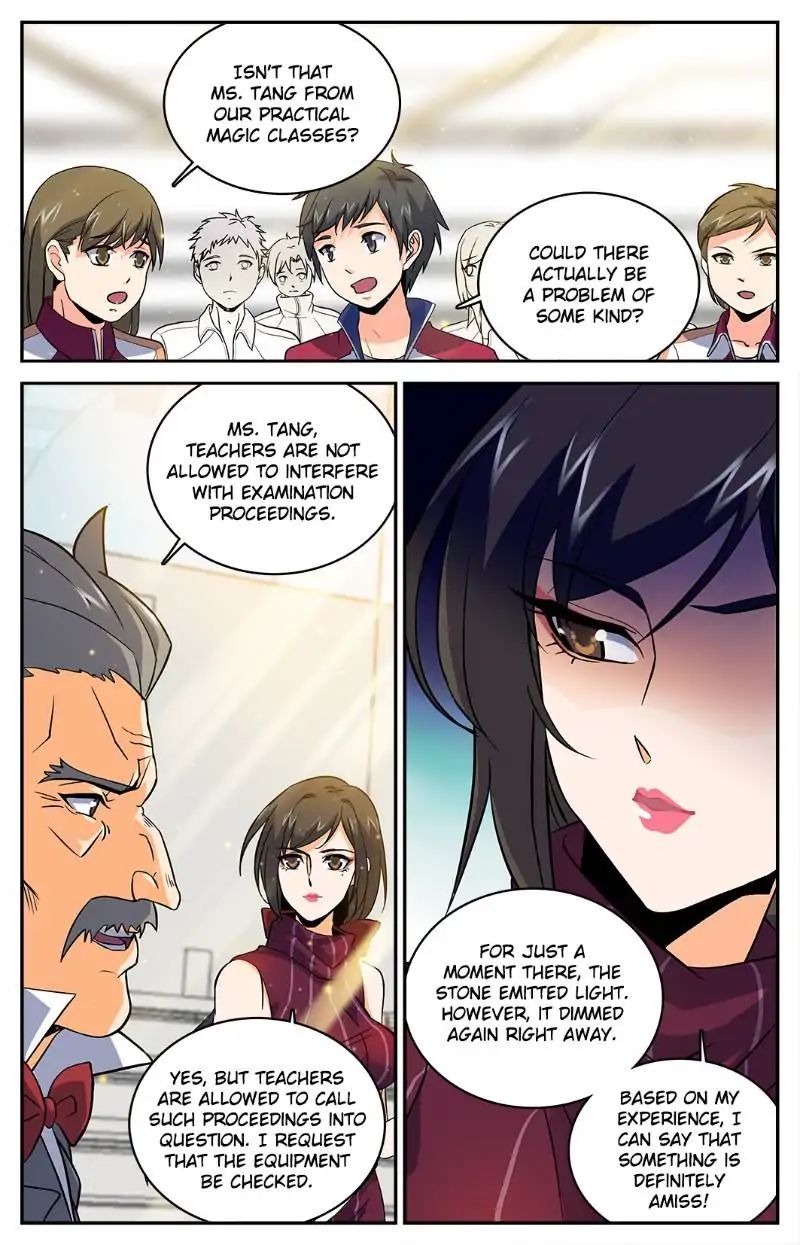 ISN'T THAT
MS. TANG FROM
OUR PRACTICAL
MAGIC CLASSES?
COULD THERE
ACTUALLY BE
A PROBLEM OF
SOME KIND?
MS. TANG,
TEACHERS ARE NOT
ALLOWED TO INTERFERE
WITH EXAMINATION
PROCEEDINGS.
YES, BUT TEACHERS
ARE ALLOWED TO CALL
SUCH PROCEEDINGS INTO
QUESTION. I REQUEST
THAT THE EQUIPMENT
BE CHECKED.
FOR JUST A
MOMENT THERE, THE
STONE EMITTED LIGHT.
HOWEVER, IT DIMMED
AGAIN RIGHT AWAY.
BASED ON MY
EXPERIENCE, I
CAN SAY THAT
SOMETHING IS
DEFINITELY
AMISS!